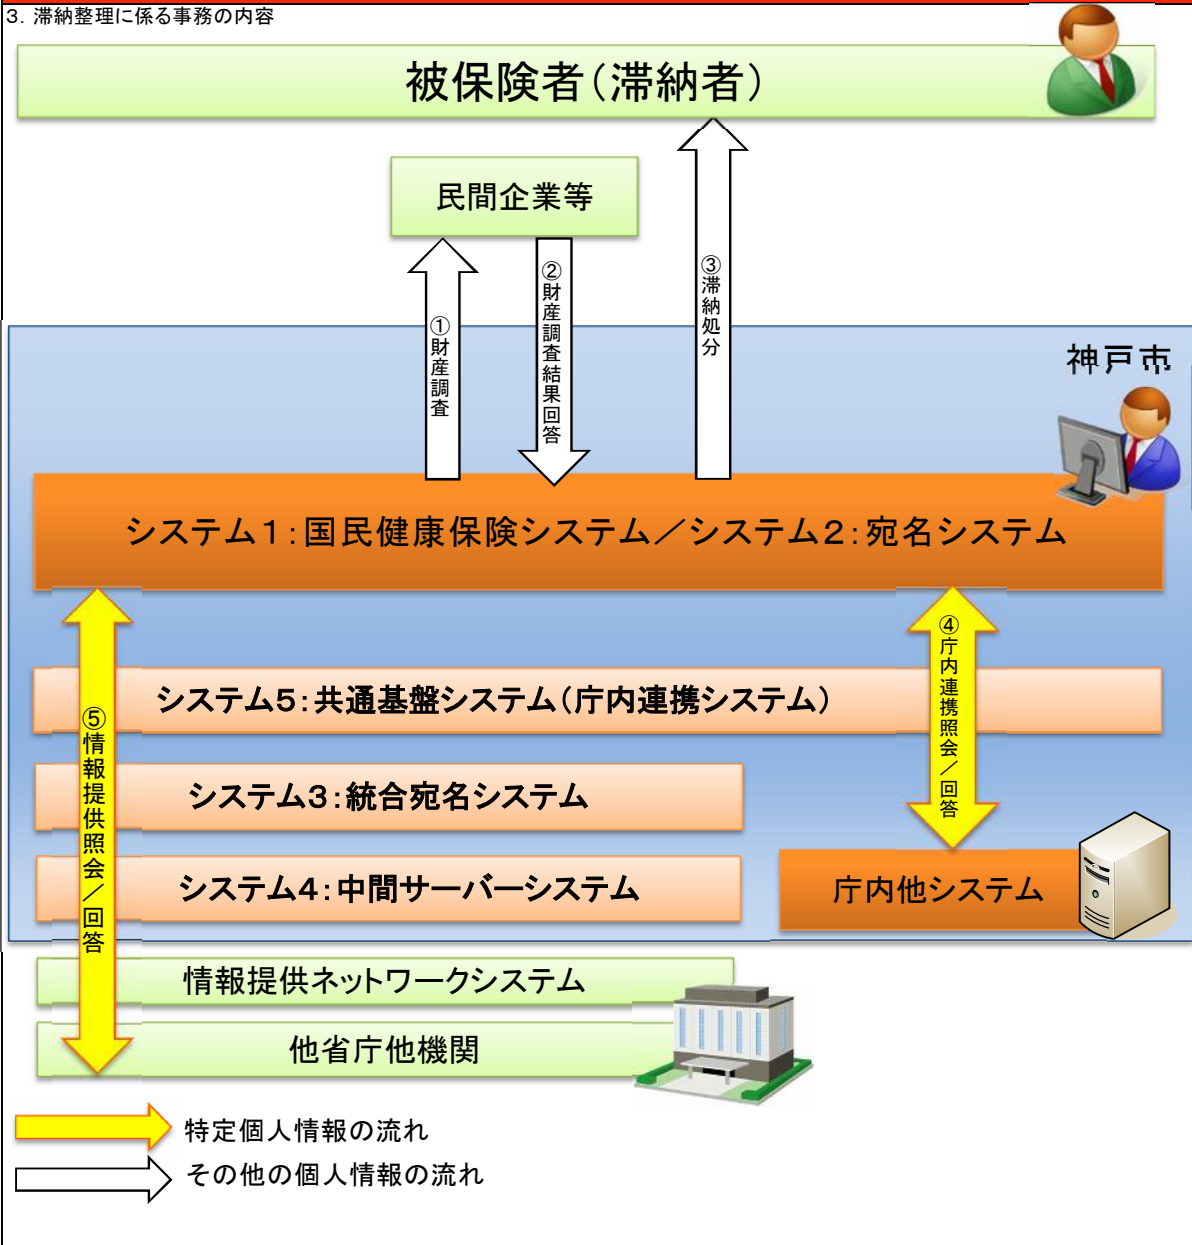 3．滞納整理に係る事務の内容
被保険者（滞納者）
民間企業等
①財産調査
②財産調査結果回答
③滞納処分
神戸市
システム１：国民健康保険システム／システム２：宛名システム
④庁内連携照会／回答
⑤情報提供照会／回答
システム５：共通基盤システム（庁内連携システム）
システム３：統合宛名システム
システム４：中間サーバーシステム
庁内他システム
情報提供ネットワークシステム
他省庁他機関
特定個人情報の流れ
その他の個人情報の流れ